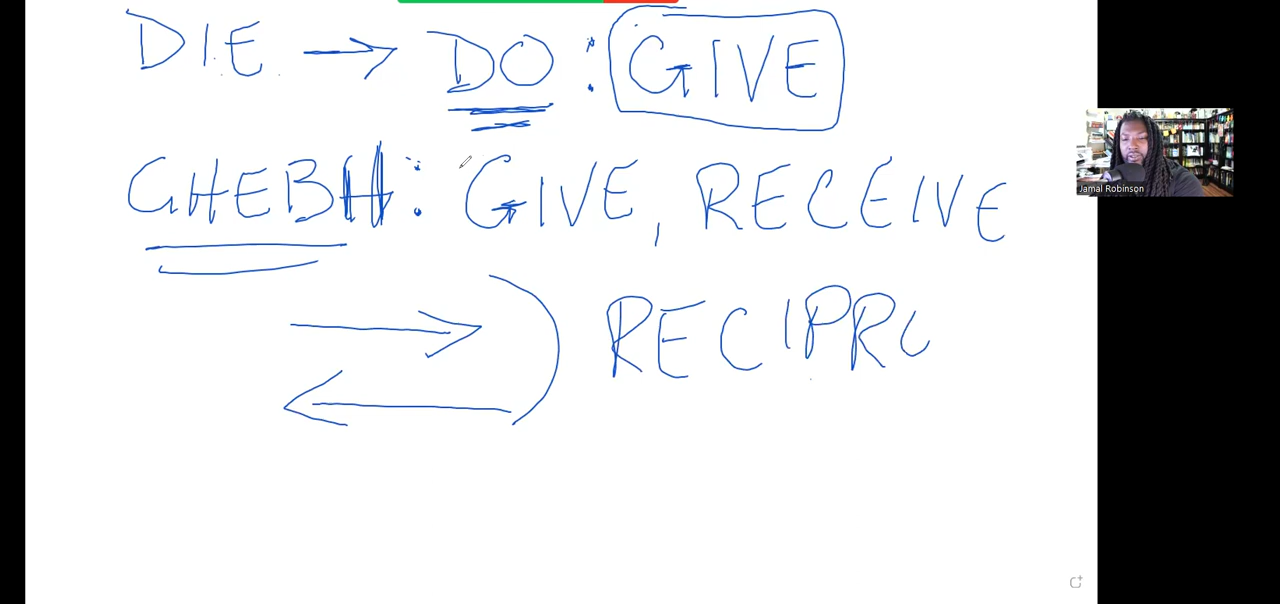 DIE → DO : GIVE
GHEBH : GIVE, RECEIVE
RECIPRO
Jamal Robinson